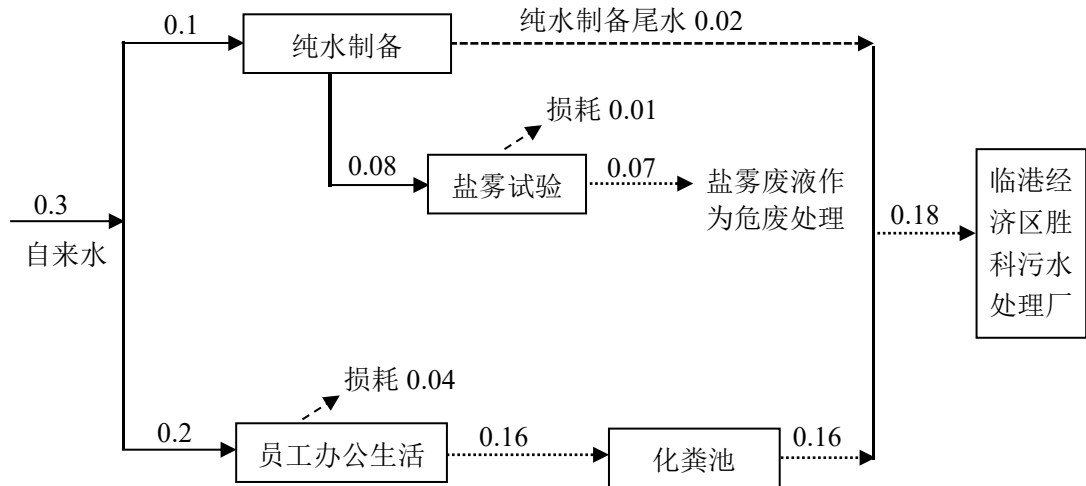 0.1
纯水制备
纯水制备尾水 0.02
损耗 0.01
0.08
盐雾试验
0.07
盐雾废液作
为危废处理
0.3
自来水
0.18
临港经
济区胜
科污水
处理厂
损耗 0.04
0.2
员工办公生活
0.16
化粪池
0.16